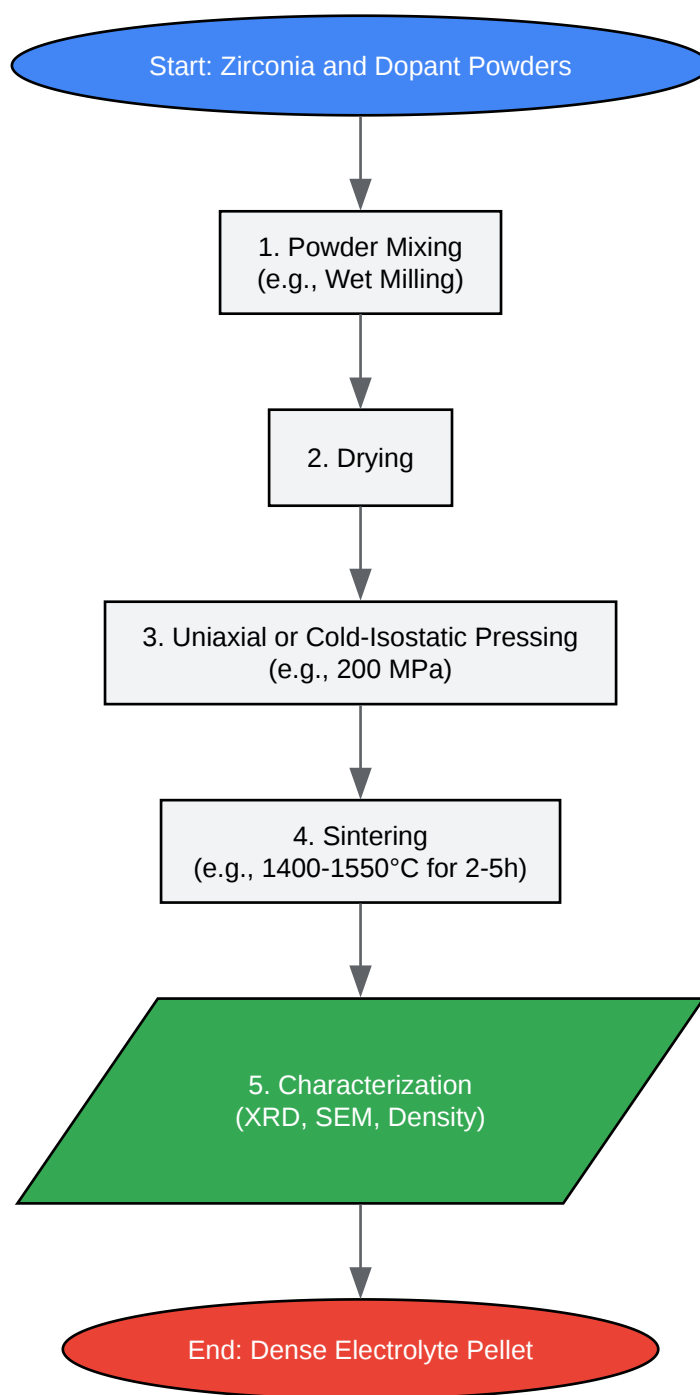 Start: Zirconia and Dopant Powders
1. Powder Mixing
(e.g., Wet Milling)
2. Drying
3. Uniaxial or Cold-Isostatic Pressing
(e.g., 200 MPa)
4. Sintering
(e.g., 1400-1550°C for 2-5h)
5. Characterization
(XRD, SEM, Density)
End: Dense Electrolyte Pellet